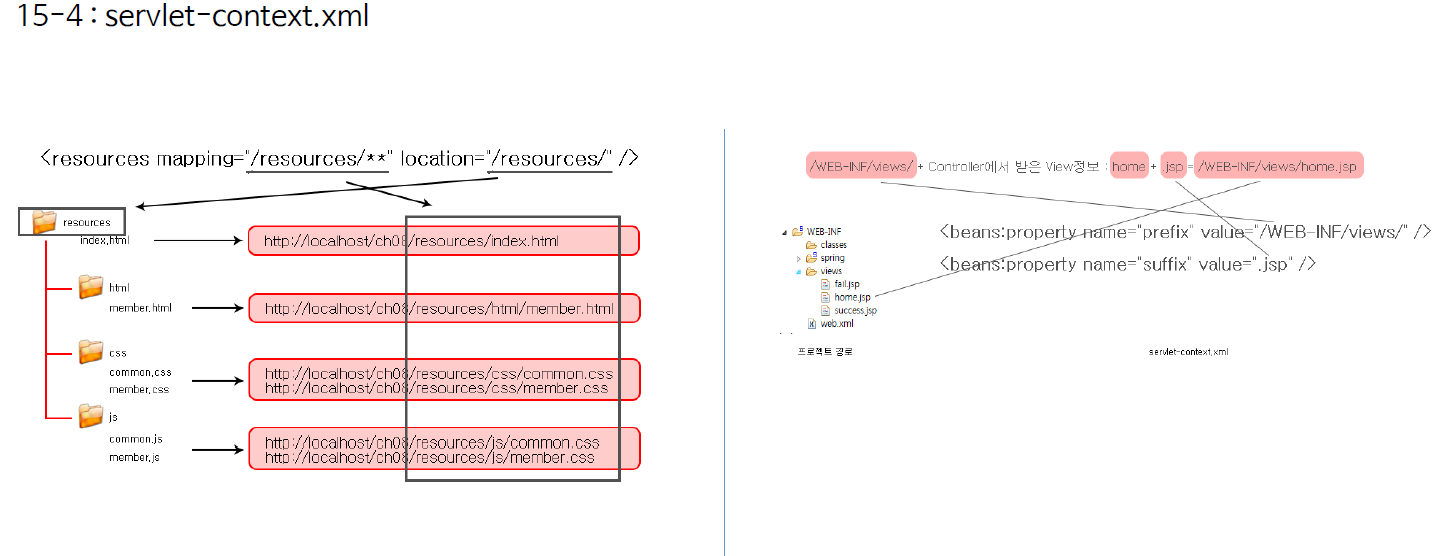 15-4 : servlet-context.xml
<resources mapping="/resources/**" location="/resources/" />
resources
index.html
http://localhost/ch08/resources/index.html
html
member.html
http://localhost/ch08/resources/html/member.html
css
common.css
member.css
http://localhost/ch08/resources/css/common.css
http://localhost/ch08/resources/css/member.css
js
common.js
member.js
http://localhost/ch08/resources/js/common.css
http://localhost/ch08/resources/js/member.css
/WEB-INF/views/ + Controller에서 받은 View정보 : home + .jsp = /WEB-INF/views/home.jsp
<beans:property name="prefix" value="/WEB-INF/views/" />
<beans:property name="suffix" value=".jsp" />
WEB-INF
classes
spring
views
fail.jsp
home.jsp
success.jsp
web.xml
프로젝트 경로
servlet-context.xml